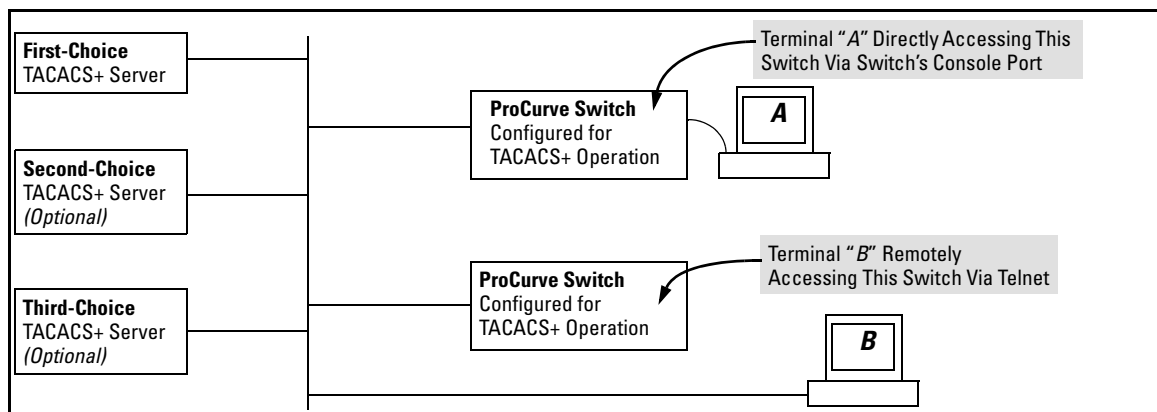 First-Choice
TACACS+ Server
Second-Choice
TACACS+ Server
(Optional)
Third-Choice
TACACS+ Server
(Optional)
ProCurve Switch
Configured for
TACACS+ Operation
Terminal “A” Directly Accessing This
Switch Via Switch’s Console Port
A
ProCurve Switch
Configured for
TACACS+ Operation
Terminal “B” Remotely
Accessing This Switch Via Telnet
B